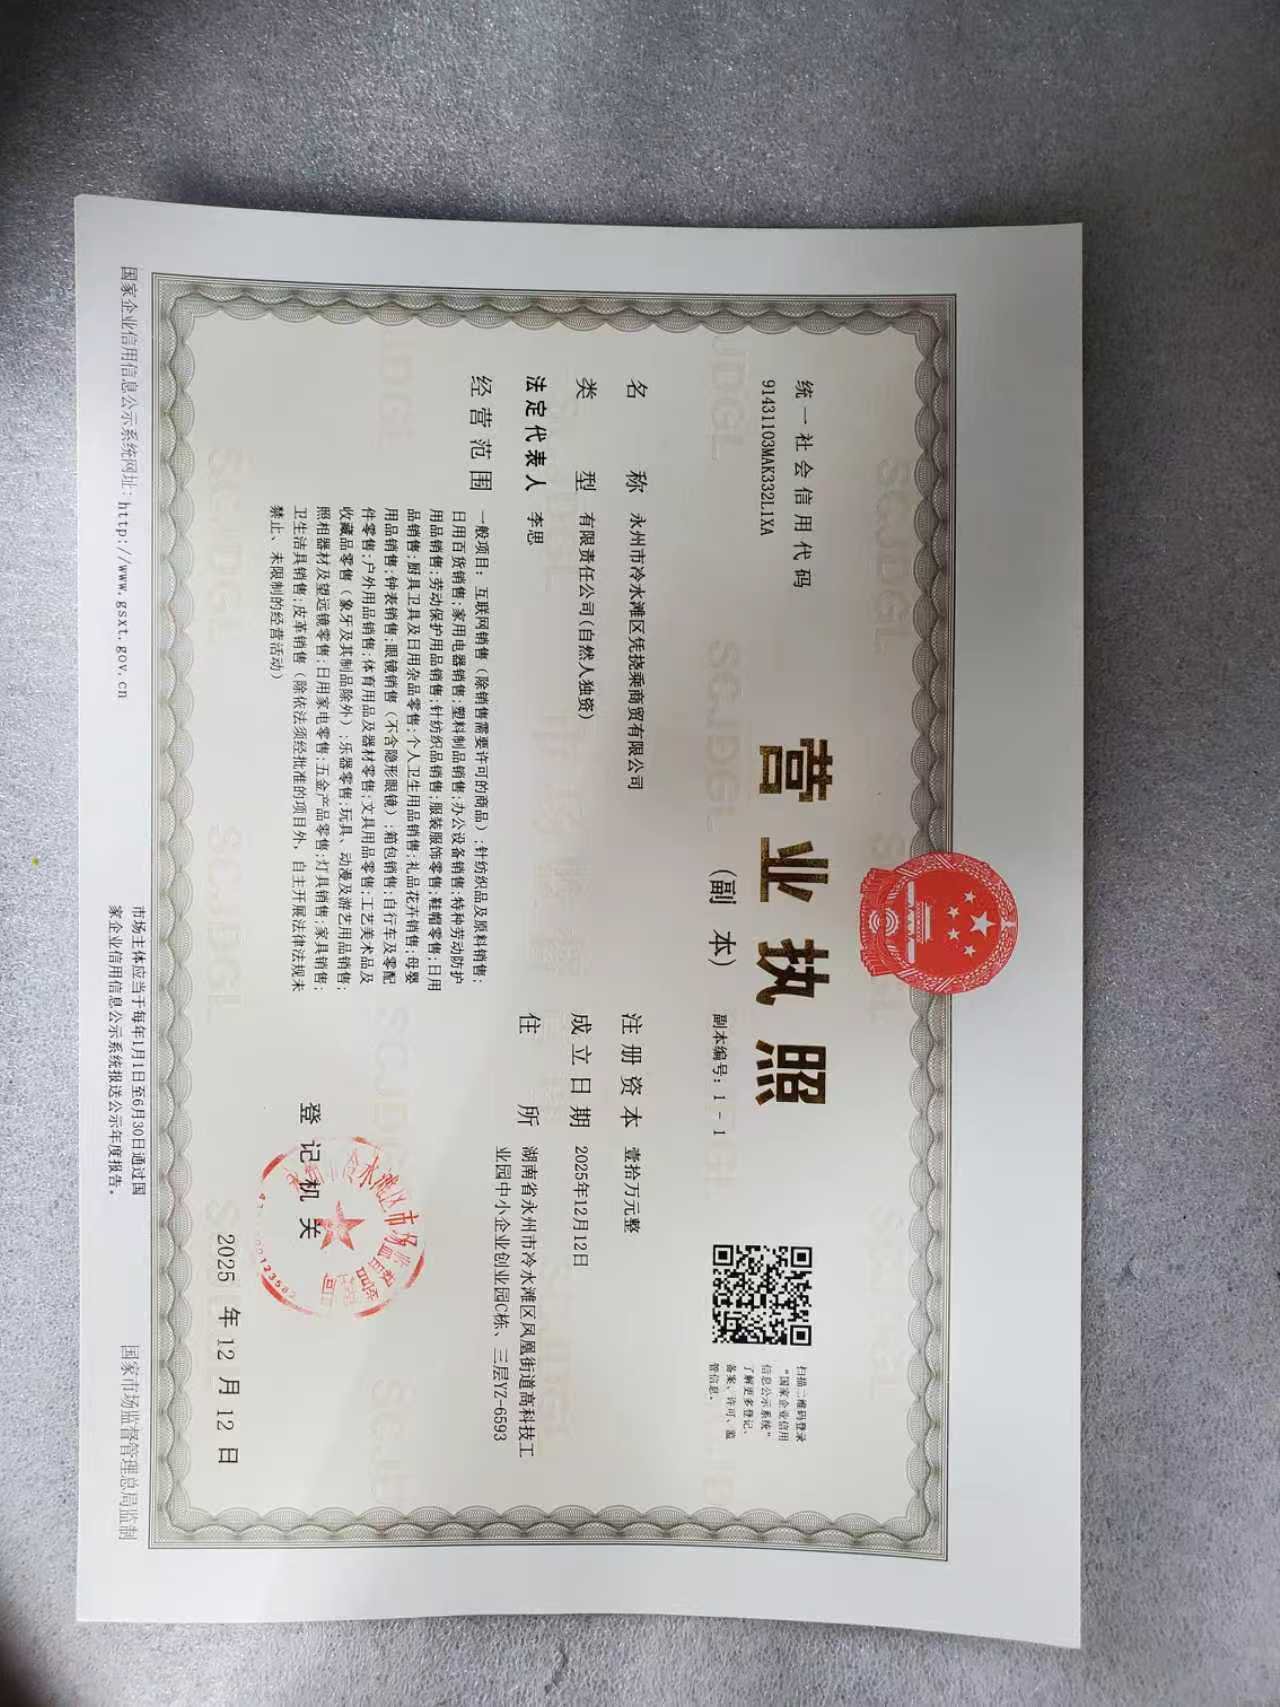 统一社会信用代码
91431103MAK332L1XA
营业执照
(副 本)
副本编号：1-1
扫描二维码登录
“国家企业信用
信息公示系统”
了解更多登记、
备案、许可、监
管信息。
名称 永州市冷水滩区凭挠乘商贸有限公司
类型 有限责任公司(自然人独资)
法定代表人 李思
经营范围 一般项目：互联网销售（除销售需要许可的商品）;针纺织品及原料销售;
日用百货销售;家用电器销售;塑料制品销售;办公设备销售;特种劳动防护
用品销售;劳动保护用品销售;针纺织品销售;服装服饰零售;鞋帽零售;日用
品销售;厨具卫具及日用杂品零售;个人卫生用品销售;礼品花卉销售;母婴
用品销售;钟表销售;眼镜销售（不含隐形眼镜）;箱包销售;自行车及零配
件零售;户外用品销售;体育用品及器材零售;文具用品零售;工艺美术品及
收藏品零售（象牙及其制品除外）;乐器零售;玩具、动漫及游艺用品销售;
照相器材及望远镜零售;日用家电零售;五金产品零售;灯具销售;家具销售;
卫生洁具销售;皮革销售（除依法须经批准的项目外，自主开展法律法规未
禁止、未限制的经营活动）
注册资本 壹拾万元整
成立日期 2025年12月12日
住所 湖南省永州市冷水滩区凤凰街道高科技工
业园中小企业创业园C栋、三层YZ-6593
登记机关
冷水滩区市场
2025 年 12 月 12 日
国家企业信用信息公示系统网址：http://www.gsxt.gov.cn
市场主体应当于每年1月1日至6月30日通过国
家企业信用信息公示系统报送公示年度报告。
国家市场监督管理总局监制